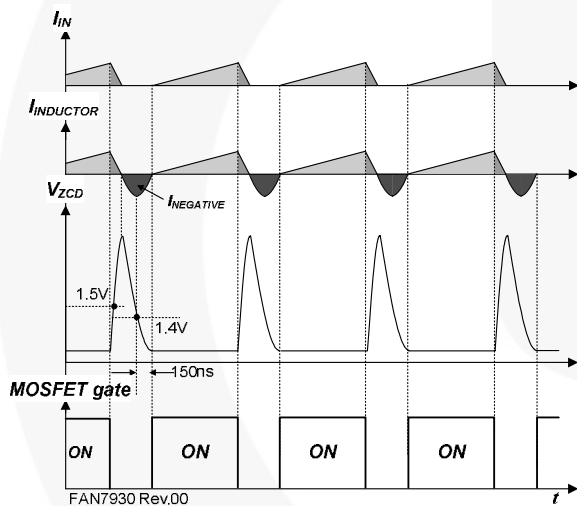 I_IN
I_INDUCTOR
V_ZCD
I_NEGATIVE
1.5V
1.4V
150ns
MOSFET gate
ON ON ON ON
FAN7930 Rev.00
t